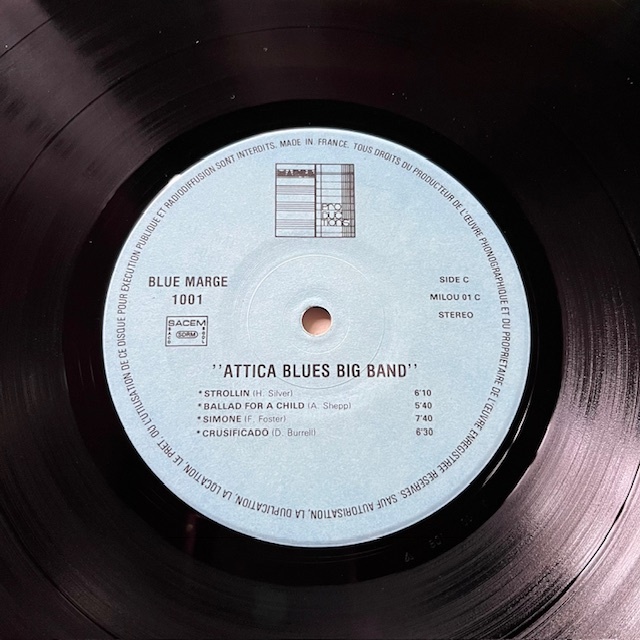 TOUS DROITS DU PRODUCTEUR DE L'ŒUVRE PHONOGRAPHIQUE ET DU PROPRIETAIRE DE L'ŒUVRE ENREGISTREE RESERVES. SAUF AUTORISATION, LA DUPLICATION, LA LOCATION, LE PRET, OU L'UTILISATION DE CE DISQUE POUR EXECUTION PUBLIQUE ET RADIODIFFUSION SONT INTERDITS. MADE IN FRANCE.
MARGE
PRODUCTIONS
BLUE MARGE
1001
SACEM
SDRM
SIDE C
MILOU 01 C
STEREO
''ATTICA BLUES BIG BAND''
*STROLLIN (H. Silver) 6'10
*BALLAD FOR A CHILD (A. Shepp) 5'40
*SIMONE (F. Foster) 7'40
*CRUSIFICADO (D. Burrell) 6'30